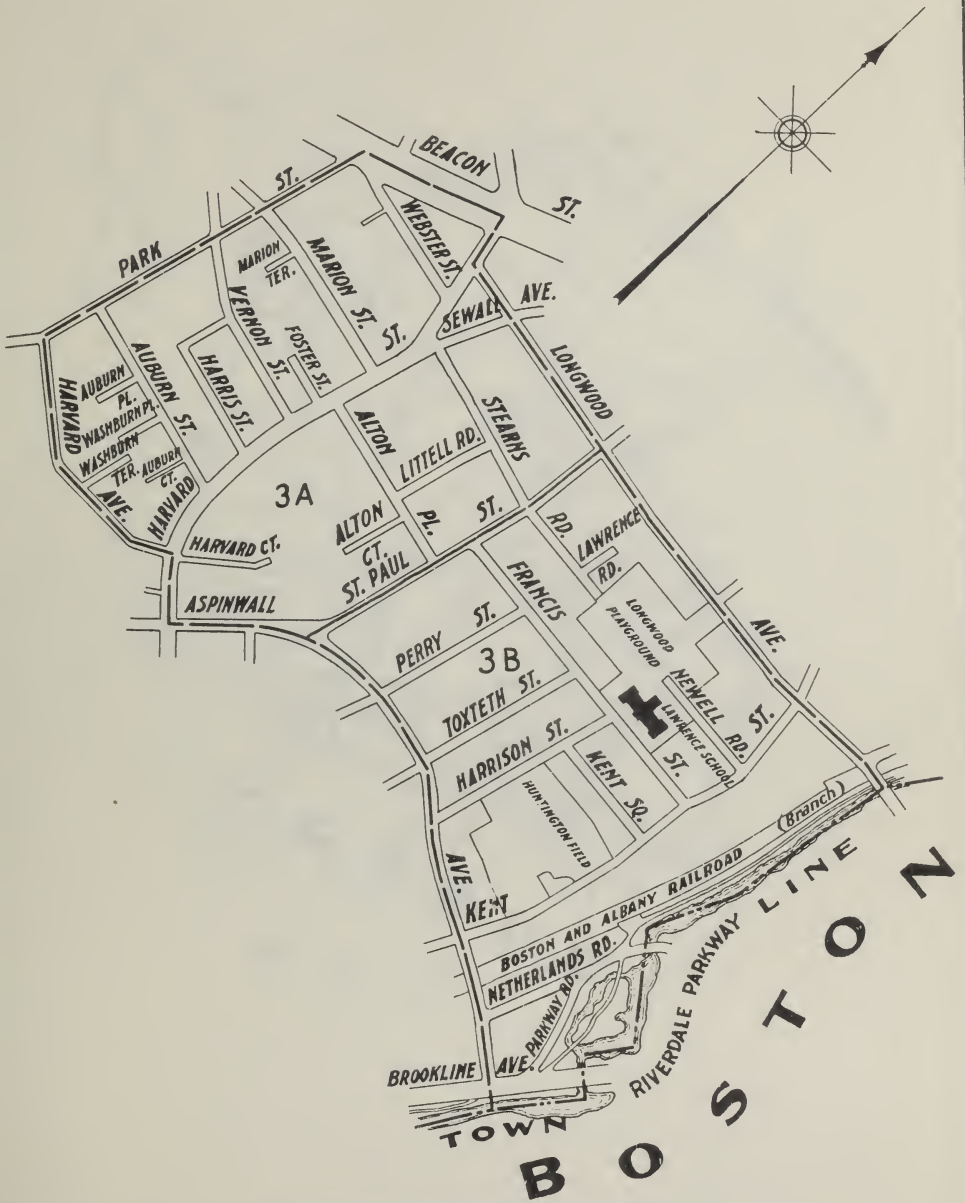 BEACON
ST.
PARK
ST.
WEBSTER ST.
MARION
TER.
MARION ST.
ST.
SEWALL
AVE.
VERNON ST.
FOSTER ST.
HARRIS ST.
AUBURN ST.
AUBURN
PL.
WASHBURN PL.
WASHBURN
TER.
AUBURN
CT.
HARVARD
AVE.
HARVARD
HARVARD CT.
3A
ALTON
PL.
LITTELL RD.
STEARNS
RD.
ALTON
CT.
ST. PAUL
ST.
LONGWOOD
AVE.
ASPINWALL
AVE.
LAWRENCE
RD.
FRANCIS
ST.
LONGWOOD
PLAYGROUND
PERRY ST.
3B
TOXTETH ST.
HARRISON ST.
KENT SQ.
NEWELL
RD.
LAWRENCE SCHOOL
HUNTINGTON FIELD
KENT
ST.
BOSTON AND ALBANY RAILROAD
(Branch)
NETHERLANDS RD.
PARKWAY RD.
BROOKLINE AVE.
RIVERDALE PARKWAY
TOWN
LINE
BOSTON